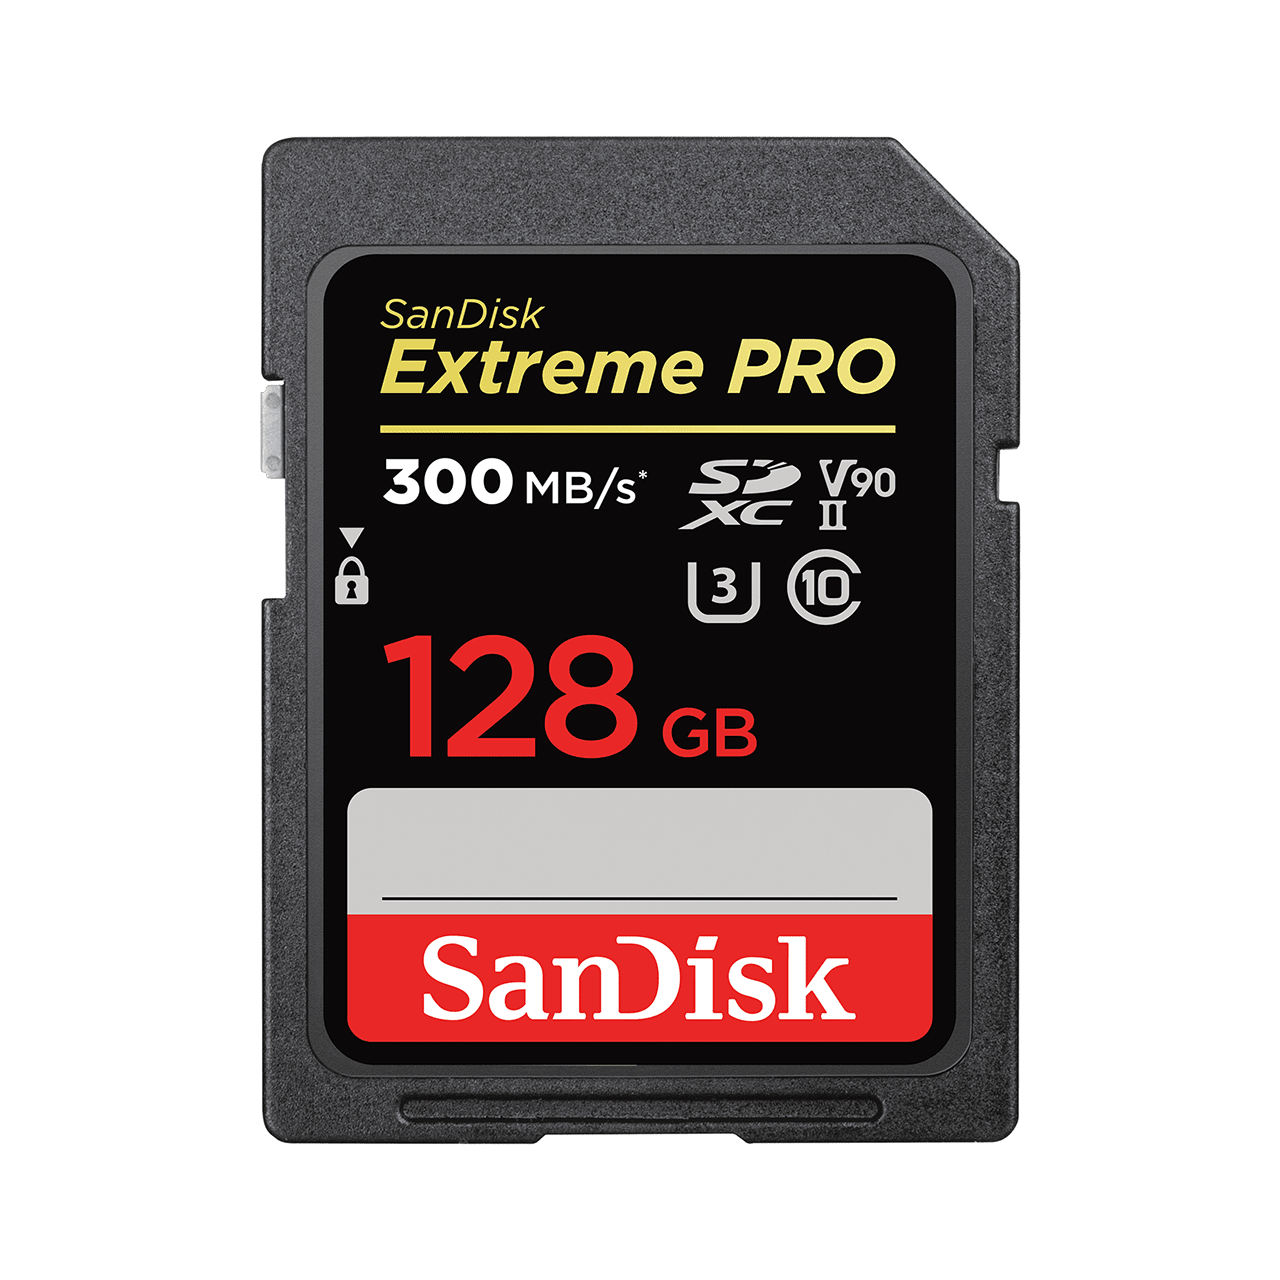 SanDisk
Extreme PRO
300 MB/s*
SD XC V90 II
3 10
128 GB
SanDisk